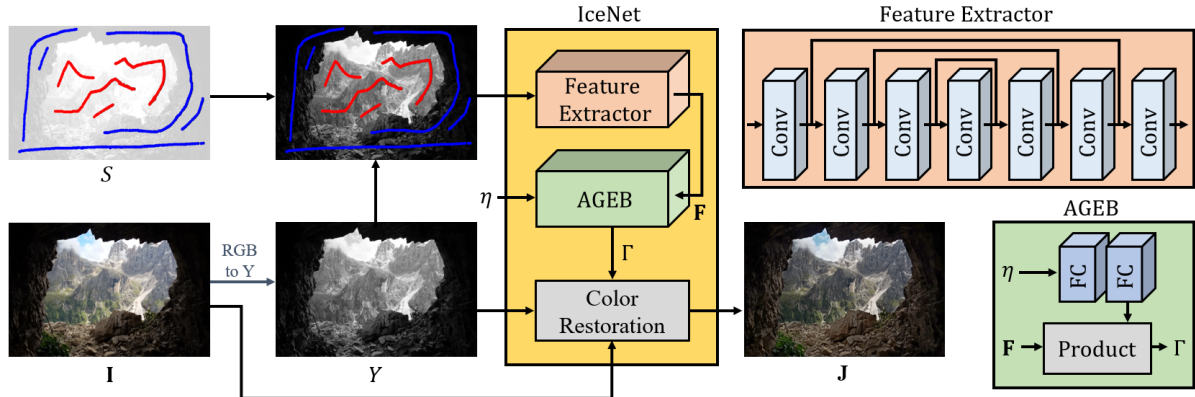 IceNet
Feature Extractor
Feature
Extractor
Conv
Conv
Conv
Conv
Conv
Conv
Conv
S
η
AGEB
F
Γ
RGB
to Y
Color
Restoration
I
Y
J
AGEB
η
FC
FC
F
Product
Γ